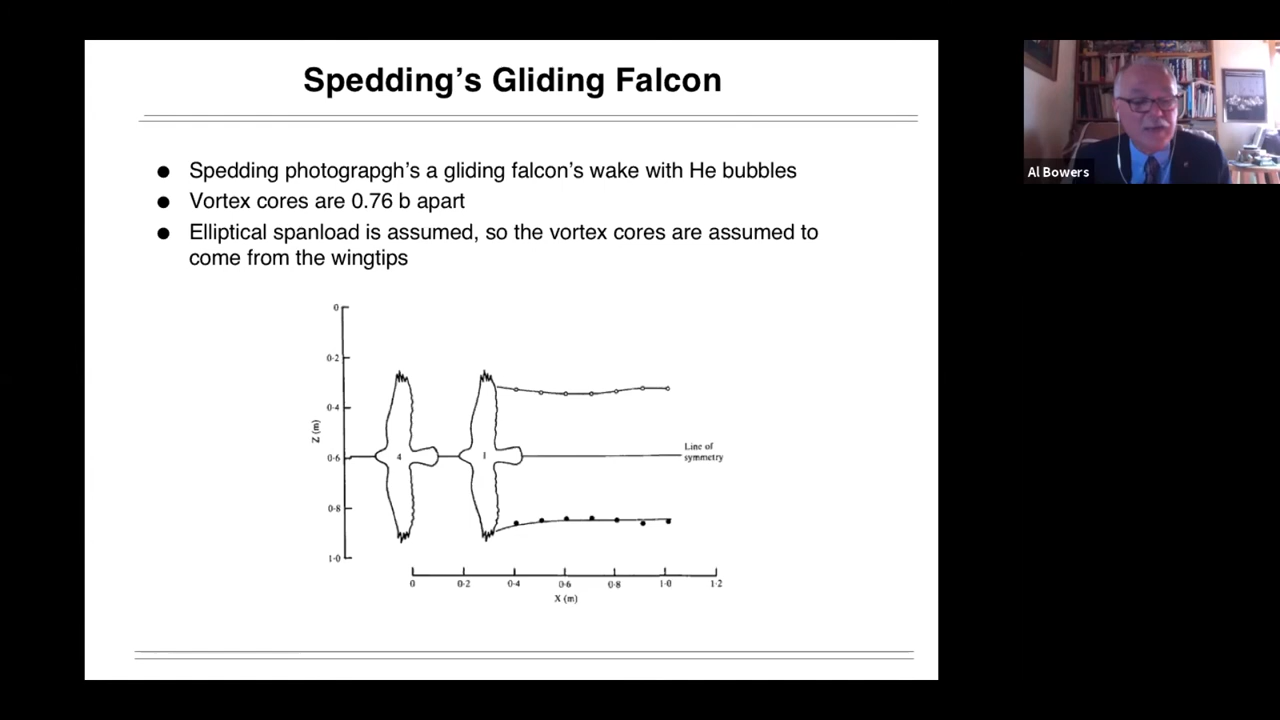 Spedding's Gliding Falcon
● Spedding photograpgh's a gliding falcon's wake with He bubbles
● Vortex cores are 0.76 b apart
● Elliptical spanload is assumed, so the vortex cores are assumed to
come from the wingtips
Al Bowers
0
0·2
0·4
Z (m)
0·6
0·8
1·0
4
1
Line of
symmetry
0
0·2
0·4
0·6
0·8
1·0
1·2
X (m)